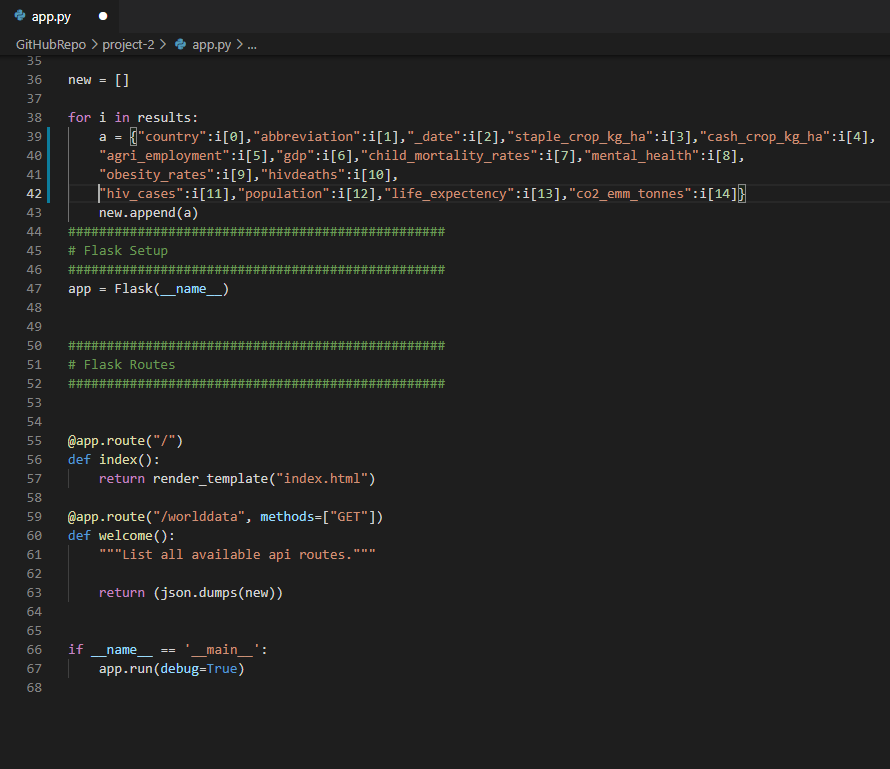 app.py
GitHubRepo > project-2 > app.py > ...
35
36 new = []
37
38 for i in results:
39     a = {"country":i[0],"abbreviation":i[1],"_date":i[2],"staple_crop_kg_ha":i[3],"cash_crop_kg_ha":i[4],
40     "agri_employment":i[5],"gdp":i[6],"child_mortality_rates":i[7],"mental_health":i[8],
41     "obesity_rates":i[9],"hivdeaths":i[10],
42     "hiv_cases":i[11],"population":i[12],"life_expectency":i[13],"co2_emm_tonnes":i[14]}
43     new.append(a)
44 #################################################
45 # Flask Setup
46 #################################################
47 app = Flask(__name__)
48
49
50 #################################################
51 # Flask Routes
52 #################################################
53
54
55 @app.route("/")
56 def index():
57     return render_template("index.html")
58
59 @app.route("/worlddata", methods=["GET"])
60 def welcome():
61     """List all available api routes."""
62
63     return (json.dumps(new))
64
65
66 if __name__ == '__main__':
67     app.run(debug=True)
68